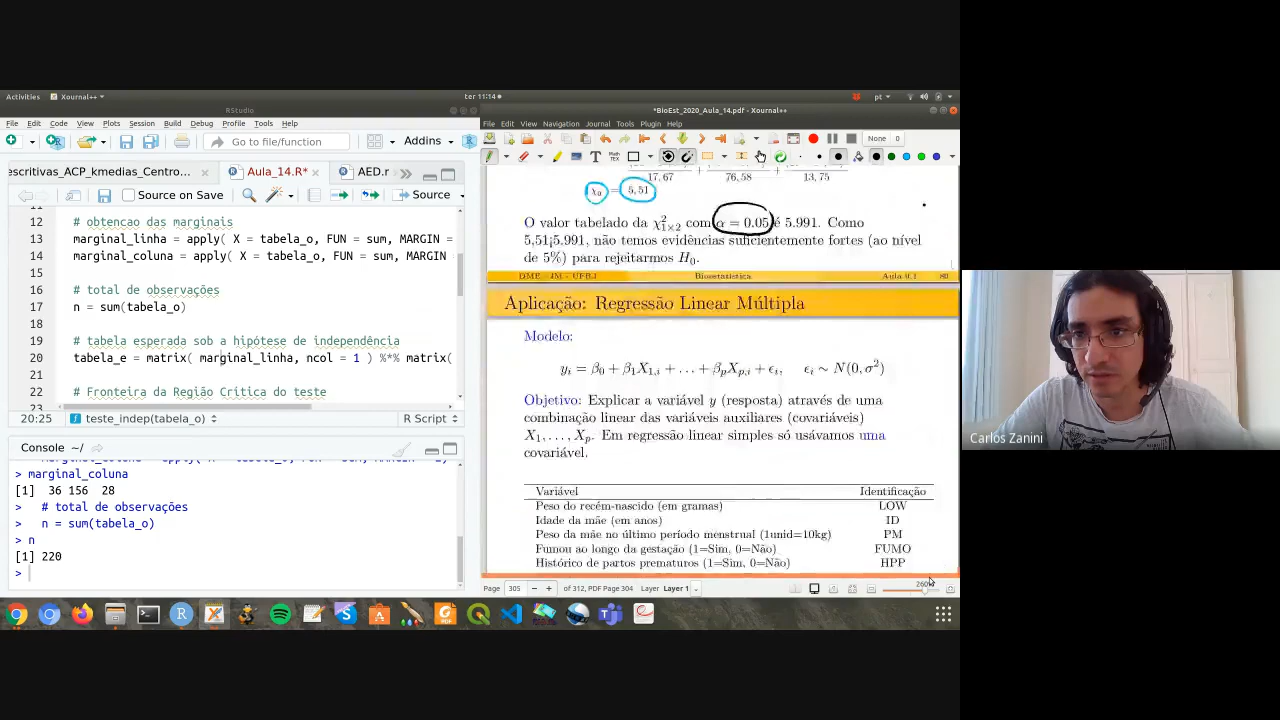 Activities
Xournal++
ter 11:14
pt
RStudio
*BioEst_2020_Aula_14.pdf - Xournal++
File Edit Code View Plots Session Build Debug Profile Tools Help
File Edit View Navigation Journal Tools Plugin Help
Go to file/function
Addins
None 0
escritivas_ACP_kmedias_Centro...
Aula_14.R*
AED.r
Source on Save
Source
12 # obtencao das marginais
13 marginal_linha = apply( X = tabela_o, FUN = sum, MARGIN =
14 marginal_coluna = apply( X = tabela_o, FUN = sum, MARGIN
15
16 # total de observações
17 n = sum(tabela_o)
18
19 # tabela esperada sob a hipótese de independência
20 tabela_e = matrix( marginal_linha, ncol = 1 ) %*% matrix(
21
22 # Fronteira da Região Crítica do teste
23
20:25 teste_indep(tabela_o) R Script
Console ~/
> marginal_coluna
[1] 36 156 28
> # total de observações
> n = sum(tabela_o)
> n
[1] 220
>
17,67 76,58 13,75
χ₀ = 5,51
O valor tabelado da χ²₁ₓ₂ com α = 0.05 é 5.991. Como
5,51¡5.991, não temos evidências suficientemente fortes (ao nível
de 5%) para rejeitarmos H₀.
DME - IM - UFRJ Bioestatística Aula 0.1 80
Aplicação: Regressão Linear Múltipla
Modelo:
yᵢ = β₀ + β₁X₁,ᵢ + . . . + βₚXₚ,ᵢ + ϵᵢ, ϵᵢ ∼ N(0, σ²)
Objetivo: Explicar a variável y (resposta) através de uma
combinação linear das variáveis auxiliares (covariáveis)
X₁, . . . , Xₚ. Em regressão linear simples só usávamos uma
covariável.
Variável Identificação
Peso do recém-nascido (em gramas) LOW
Idade da mãe (em anos) ID
Peso da mãe no último período menstrual (1unid=10kg) PM
Fumou ao longo da gestação (1=Sim, 0=Não) FUMO
Histórico de partos prematuros (1=Sim, 0=Não) HPP
Page 305 of 312, PDF Page 304 Layer Layer 1
Carlos Zanini